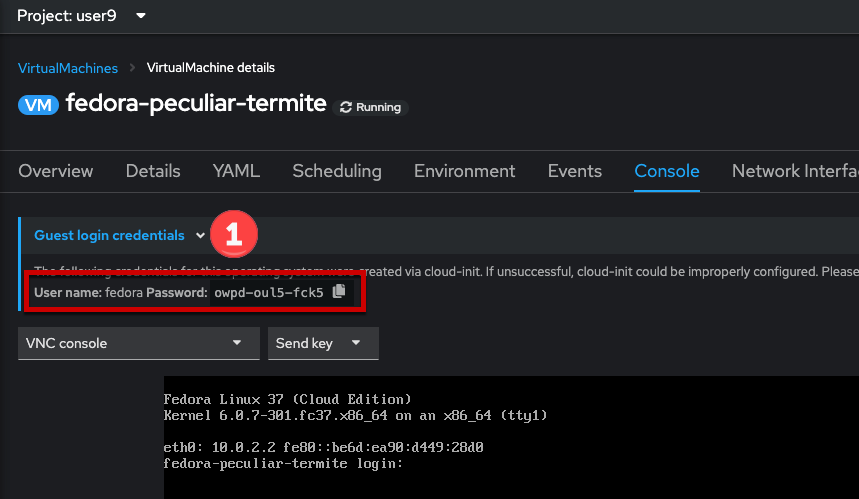 Project: user9
VirtualMachines > VirtualMachine details
VM fedora-peculiar-termite Running
Overview Details YAML Scheduling Environment Events Console Network Interfa
Guest login credentials 1
The following credentials for this operating system were created via cloud-init. If unsuccessful, cloud-init could be improperly configured. Please
User name: fedora Password: owpd-oul5-fck5
VNC console Send key
Fedora Linux 37 (Cloud Edition)
Kernel 6.0.7-301.fc37.x86_64 on an x86_64 (tty1)
eth0: 10.0.2.2 fe80::be6d:ea90:d449:28d0
fedora-peculiar-termite login: